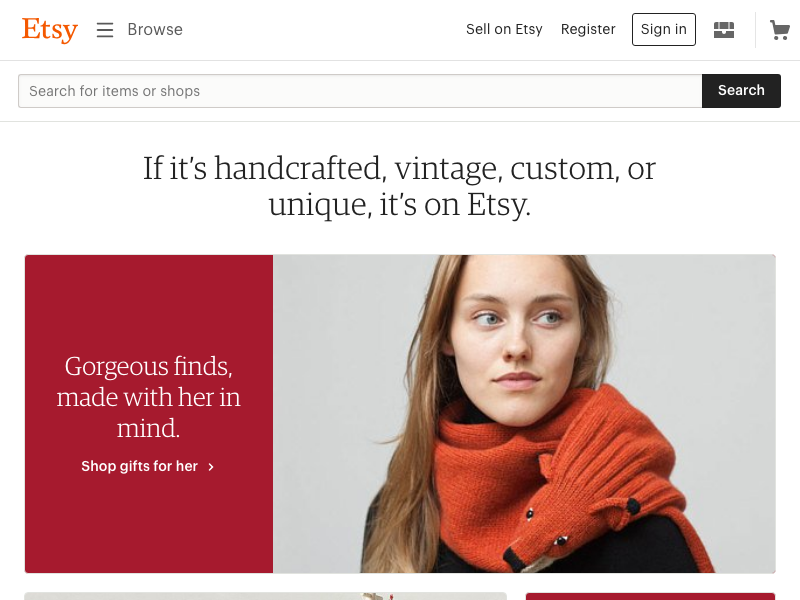 Etsy Browse Sell on Etsy Register Sign in
Search for items or shops Search
If it's handcrafted, vintage, custom, or
unique, it's on Etsy.
Gorgeous finds,
made with her in
mind.
Shop gifts for her